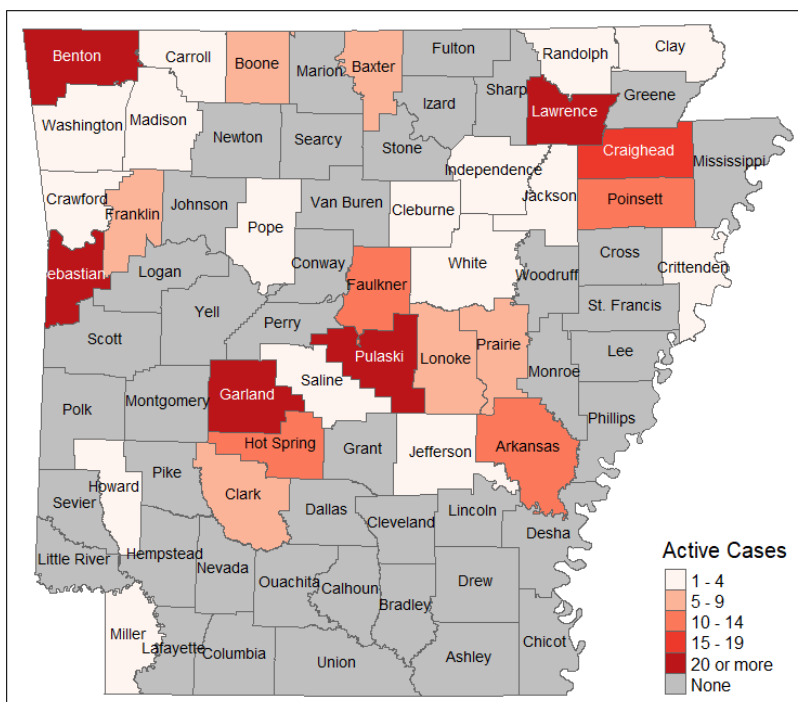 Benton
Carroll
Boone
Marion
Baxter
Fulton
Sharp
Randolph
Clay
Izard
Lawrence
Greene
Washington
Madison
Newton
Searcy
Stone
Independence
Craighead
Mississippi
Crawford
Franklin
Johnson
Pope
Van Buren
Cleburne
Jackson
Poinsett
ebastian
Logan
Conway
Faulkner
White
Woodruff
Cross
Crittenden
Scott
Yell
Perry
Pulaski
Lonoke
Prairie
St. Francis
Monroe
Lee
Polk
Montgomery
Garland
Saline
Phillips
Hot Spring
Grant
Jefferson
Arkansas
Sevier
Howard
Pike
Clark
Dallas
Cleveland
Lincoln
Desha
Little River
Hempstead
Nevada
Ouachita
Calhoun
Bradley
Drew
Miller
Lafayette
Columbia
Union
Ashley
Chicot
Active Cases
1 - 4
5 - 9
10 - 14
15 - 19
20 or more
None